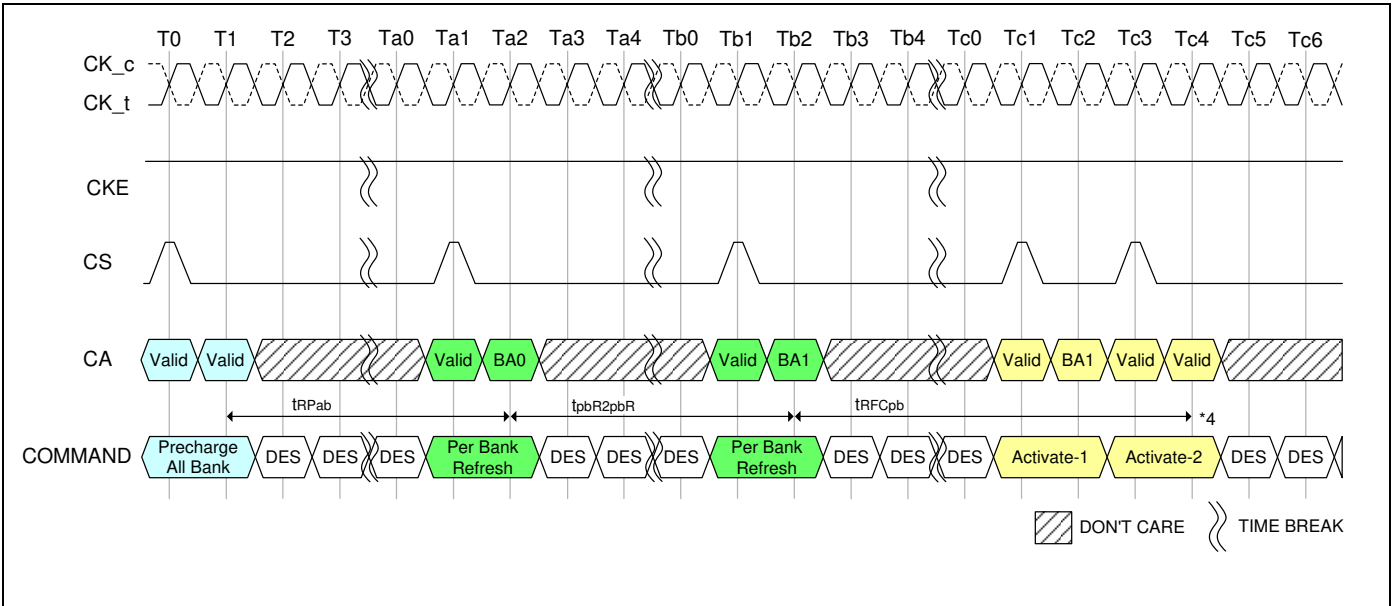 T0 T1 T2 T3 Ta0 Ta1 Ta2 Ta3 Ta4 Tb0 Tb1 Tb2 Tb3 Tb4 Tc0 Tc1 Tc2 Tc3 Tc4 Tc5 Tc6
CK_c
CK_t
CKE
CS
CA Valid Valid Valid BA0 Valid BA1 Valid BA1 Valid Valid
tRPab tpbR2pbR tRFCpb *4
COMMAND Precharge All Bank DES DES DES Per Bank Refresh DES DES DES Per Bank Refresh DES DES DES Activate-1 Activate-2 DES DES
DON'T CARE TIME BREAK